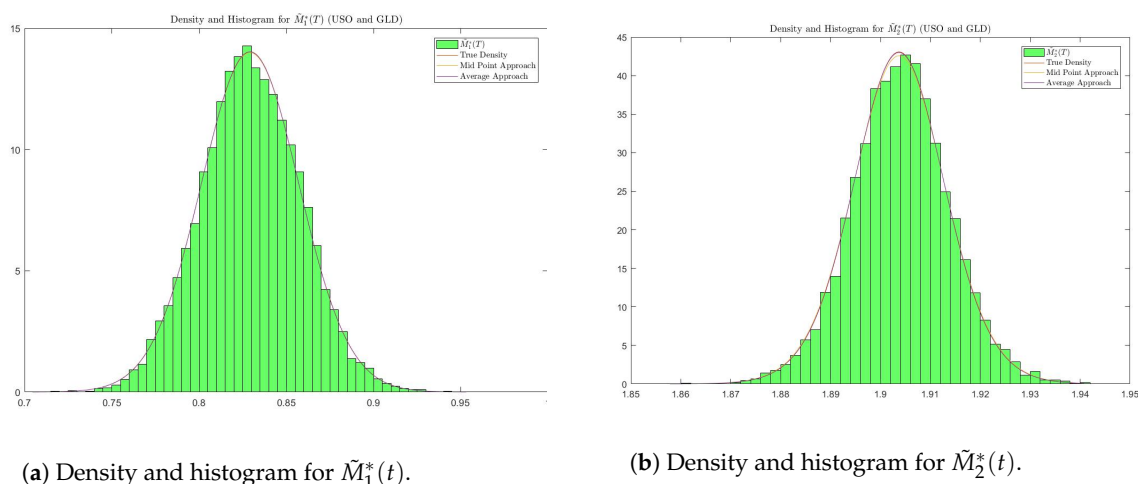 Density and Histogram for M̃₁*(T) (USO and GLD)
15
10
5
0
0.7
0.75
0.8
0.85
0.9
0.95
M̃₁*(T)
True Density
Mid Point Approach
Average Approach
(a) Density and histogram for M̃₁*(t).
Density and Histogram for M̃₂*(T) (USO and GLD)
45
40
35
30
25
20
15
10
5
0
1.85
1.86
1.87
1.88
1.89
1.9
1.91
1.92
1.93
1.94
1.95
M̃₂*(T)
True Density
Mid Point Approach
Average Approach
(b) Density and histogram for M̃₂*(t).